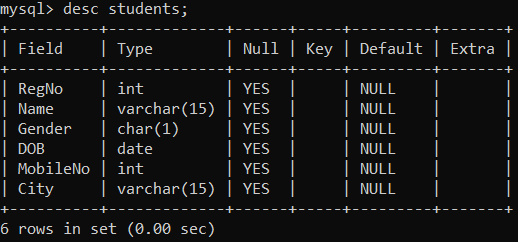 mysql> desc students;
+----------+-------------+------+-----+---------+-------+
| Field    | Type        | Null | Key | Default | Extra |
+----------+-------------+------+-----+---------+-------+
| RegNo    | int         | YES  |     | NULL    |       |
| Name     | varchar(15) | YES  |     | NULL    |       |
| Gender   | char(1)     | YES  |     | NULL    |       |
| DOB      | date        | YES  |     | NULL    |       |
| MobileNo | int         | YES  |     | NULL    |       |
| City     | varchar(15) | YES  |     | NULL    |       |
+----------+-------------+------+-----+---------+-------+
6 rows in set (0.00 sec)